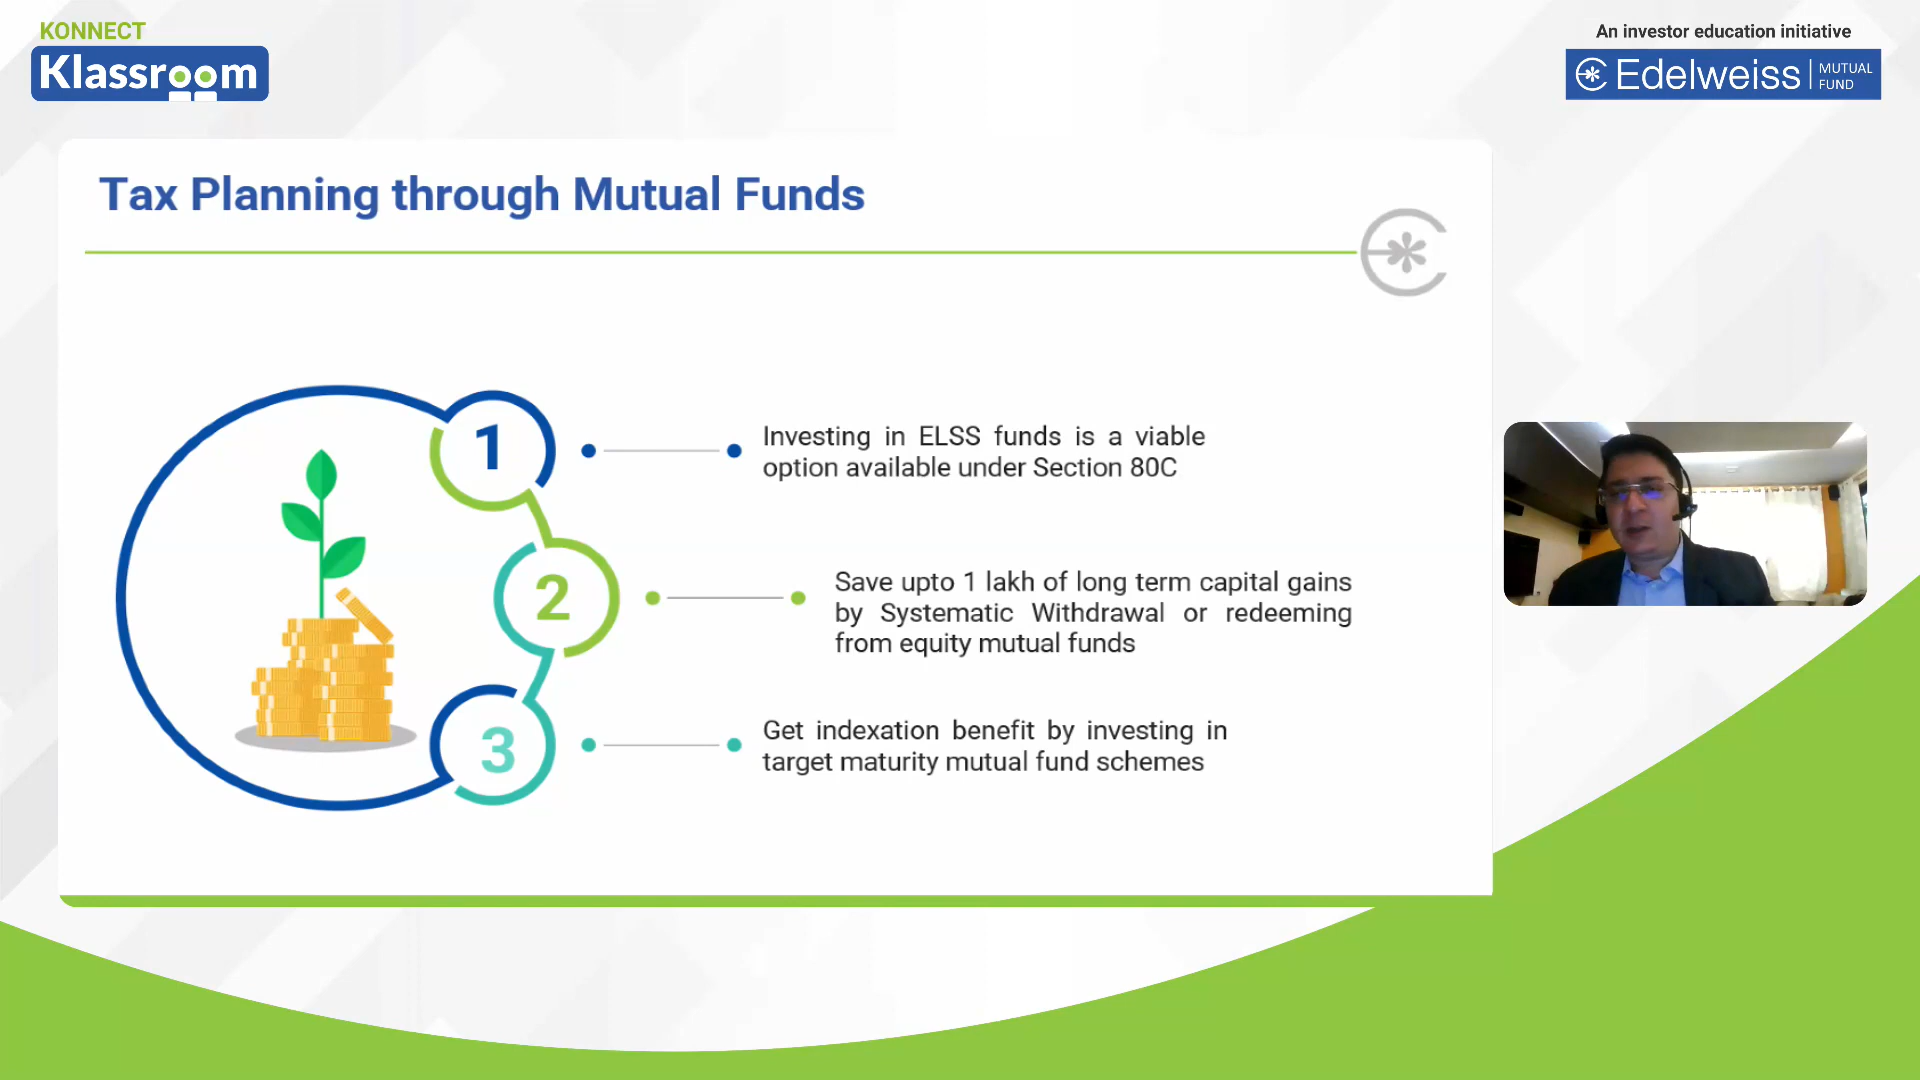 KONNECT
Klassroom
An investor education initiative
Edelweiss MUTUAL FUND
Tax Planning through Mutual Funds
1
Investing in ELSS funds is a viable
option available under Section 80C
2
Save upto 1 lakh of long term capital gains
by Systematic Withdrawal or redeeming
from equity mutual funds
3
Get indexation benefit by investing in
target maturity mutual fund schemes